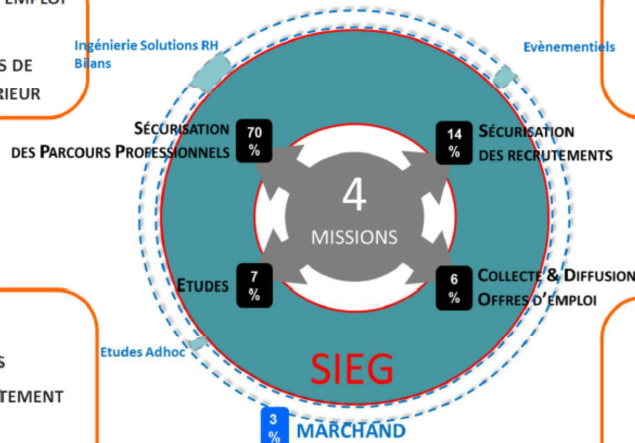 EMPLOI
S DE
RIEUR
Ingénierie Solutions RH
Bilans
Evènementiels
SÉCURISATION
DES PARCOURS PROFESSIONNELS
70
%
14
%
SÉCURISATION
DES RECRUTEMENTS
4
MISSIONS
ETUDES
7
%
6
%
COLLECTE & DIFFUSION
OFFRES D'EMPLOI
Etudes Adhoc
SIEG
S
TEMENT
3
%
MARCHAND